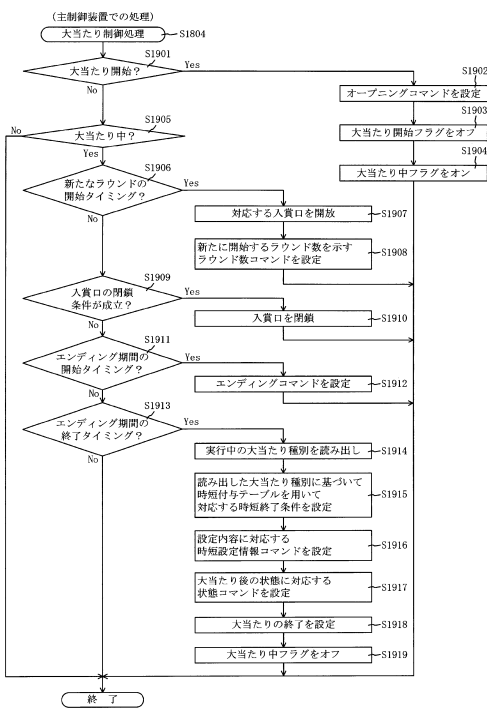 (主制御装置での処理)
大当たり制御処理
S1804
S1901
大当たり開始?
Yes
No
S1902
オープニングコマンドを設定
S1903
大当たり開始フラグをオフ
S1904
大当たり中フラグをオン
S1905
大当たり中?
No
Yes
S1906
新たなラウンドの
開始タイミング?
Yes
No
対応する入賞口を開放
S1907
新たに開始するラウンド数を示す
ラウンド数コマンドを設定
S1908
S1909
入賞口の閉鎖
条件が成立?
Yes
No
入賞口を閉鎖
S1910
S1911
エンディング期間の
開始タイミング?
Yes
No
エンディングコマンドを設定
S1912
S1913
エンディング期間の
終了タイミング?
Yes
No
実行中の大当たり種別を読み出し
S1914
読み出した大当たり種別に基づいて
時短付与テーブルを用いて
対応する時短終了条件を設定
S1915
設定内容に対応する
時短設定情報コマンドを設定
S1916
大当たり後の状態に対応する
状態コマンドを設定
S1917
大当たりの終了を設定
S1918
大当たり中フラグをオフ
S1919
終 了